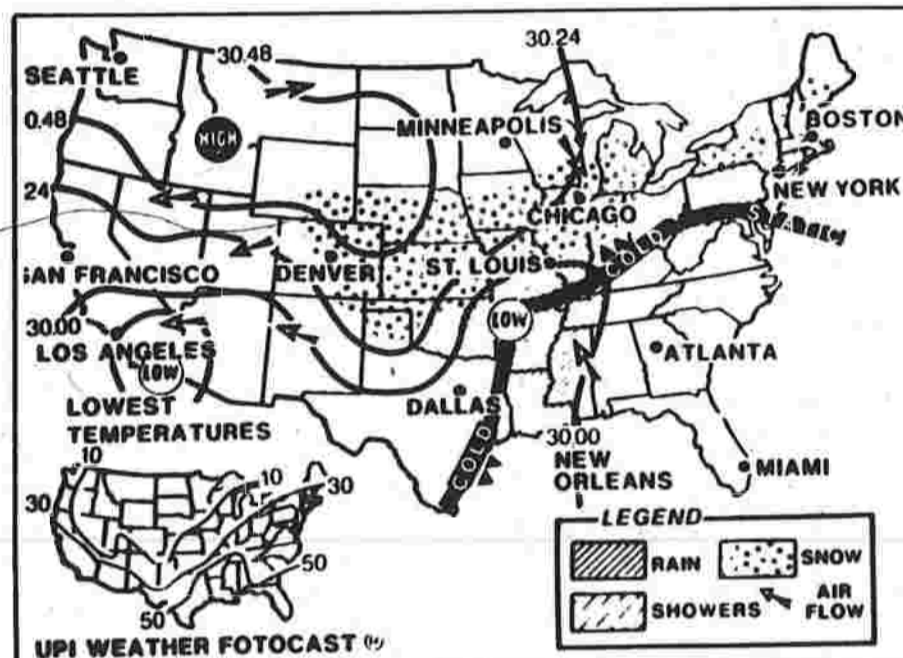 30.48
30.24
SEATTLE
0.48
HIGH
MINNEAPOLIS
BOSTON
NEW YORK
24
CHICAGO
COLD
SAN FRANCISCO
DENVER
ST. LOUIS
30.00
LOW
LOS ANGELES
ATLANTA
LOW
LOWEST
TEMPERATURES
DALLAS
COLD
30.00
NEW
ORLEANS
MIAMI
10
10
30
30
50
50
LEGEND
RAIN
SNOW
SHOWERS
AIR
FLOW
UPI WEATHER FOTOCAST